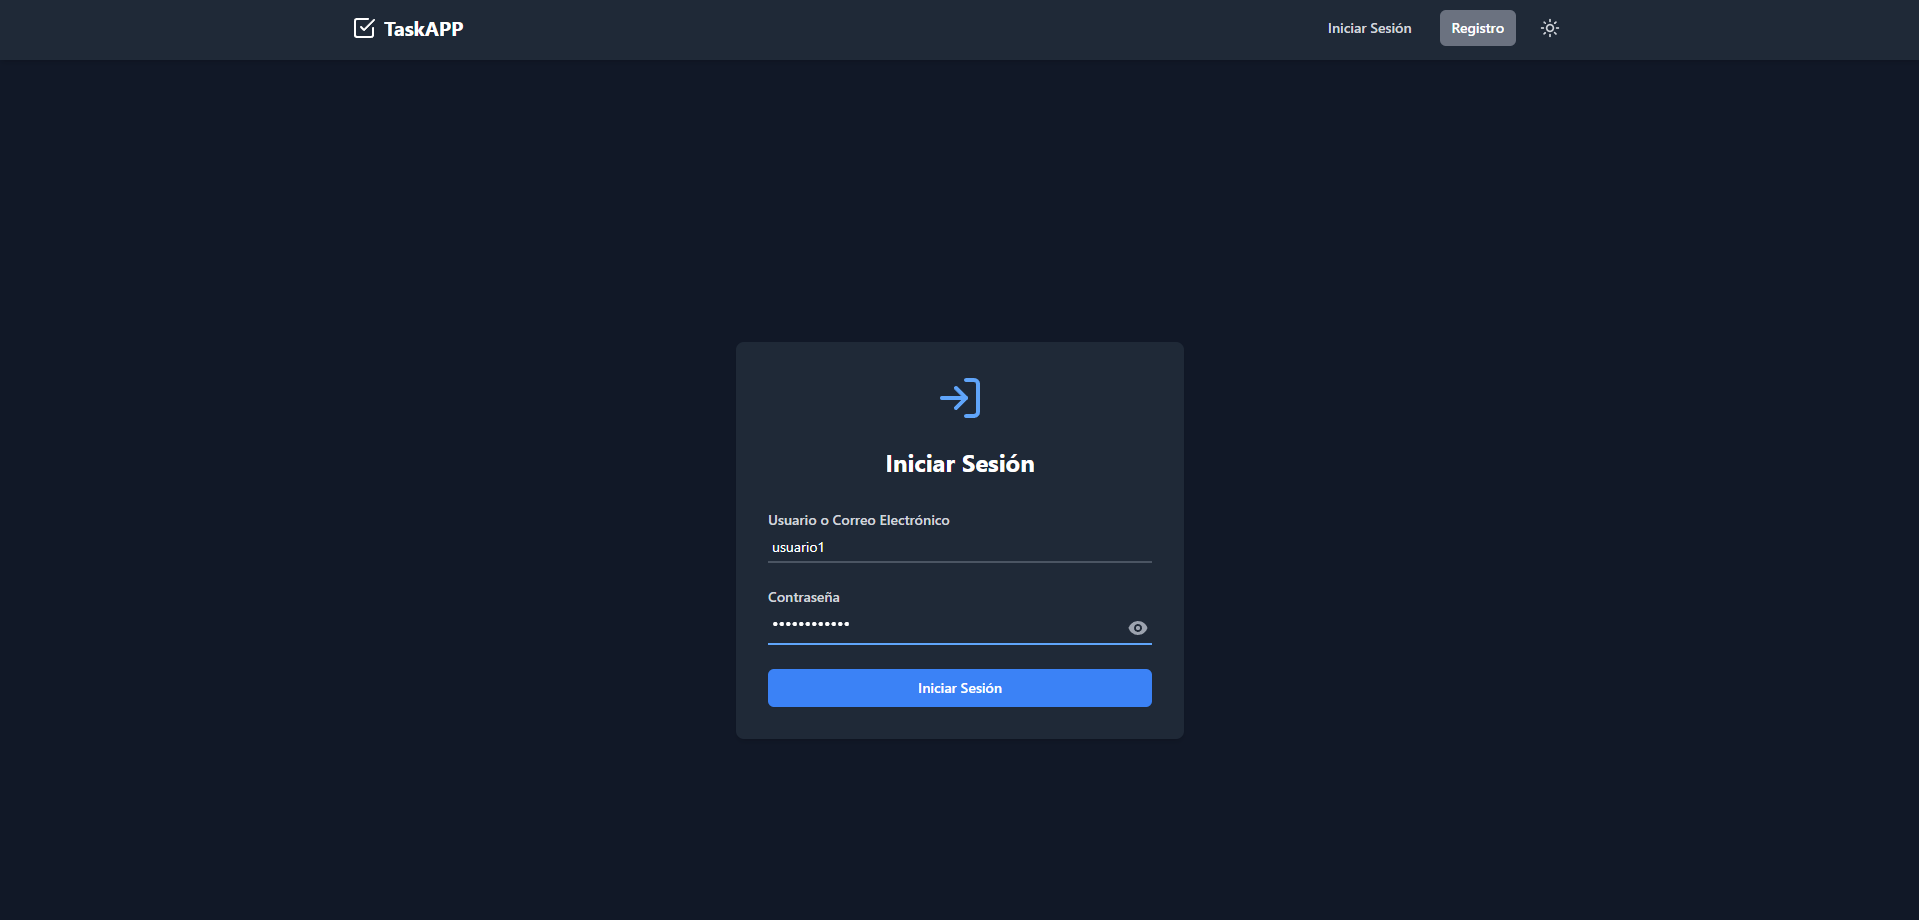 TaskAPP
Iniciar Sesión
Registro
Iniciar Sesión
Usuario o Correo Electrónico
usuario1
Contraseña
••••••••••••
Iniciar Sesión